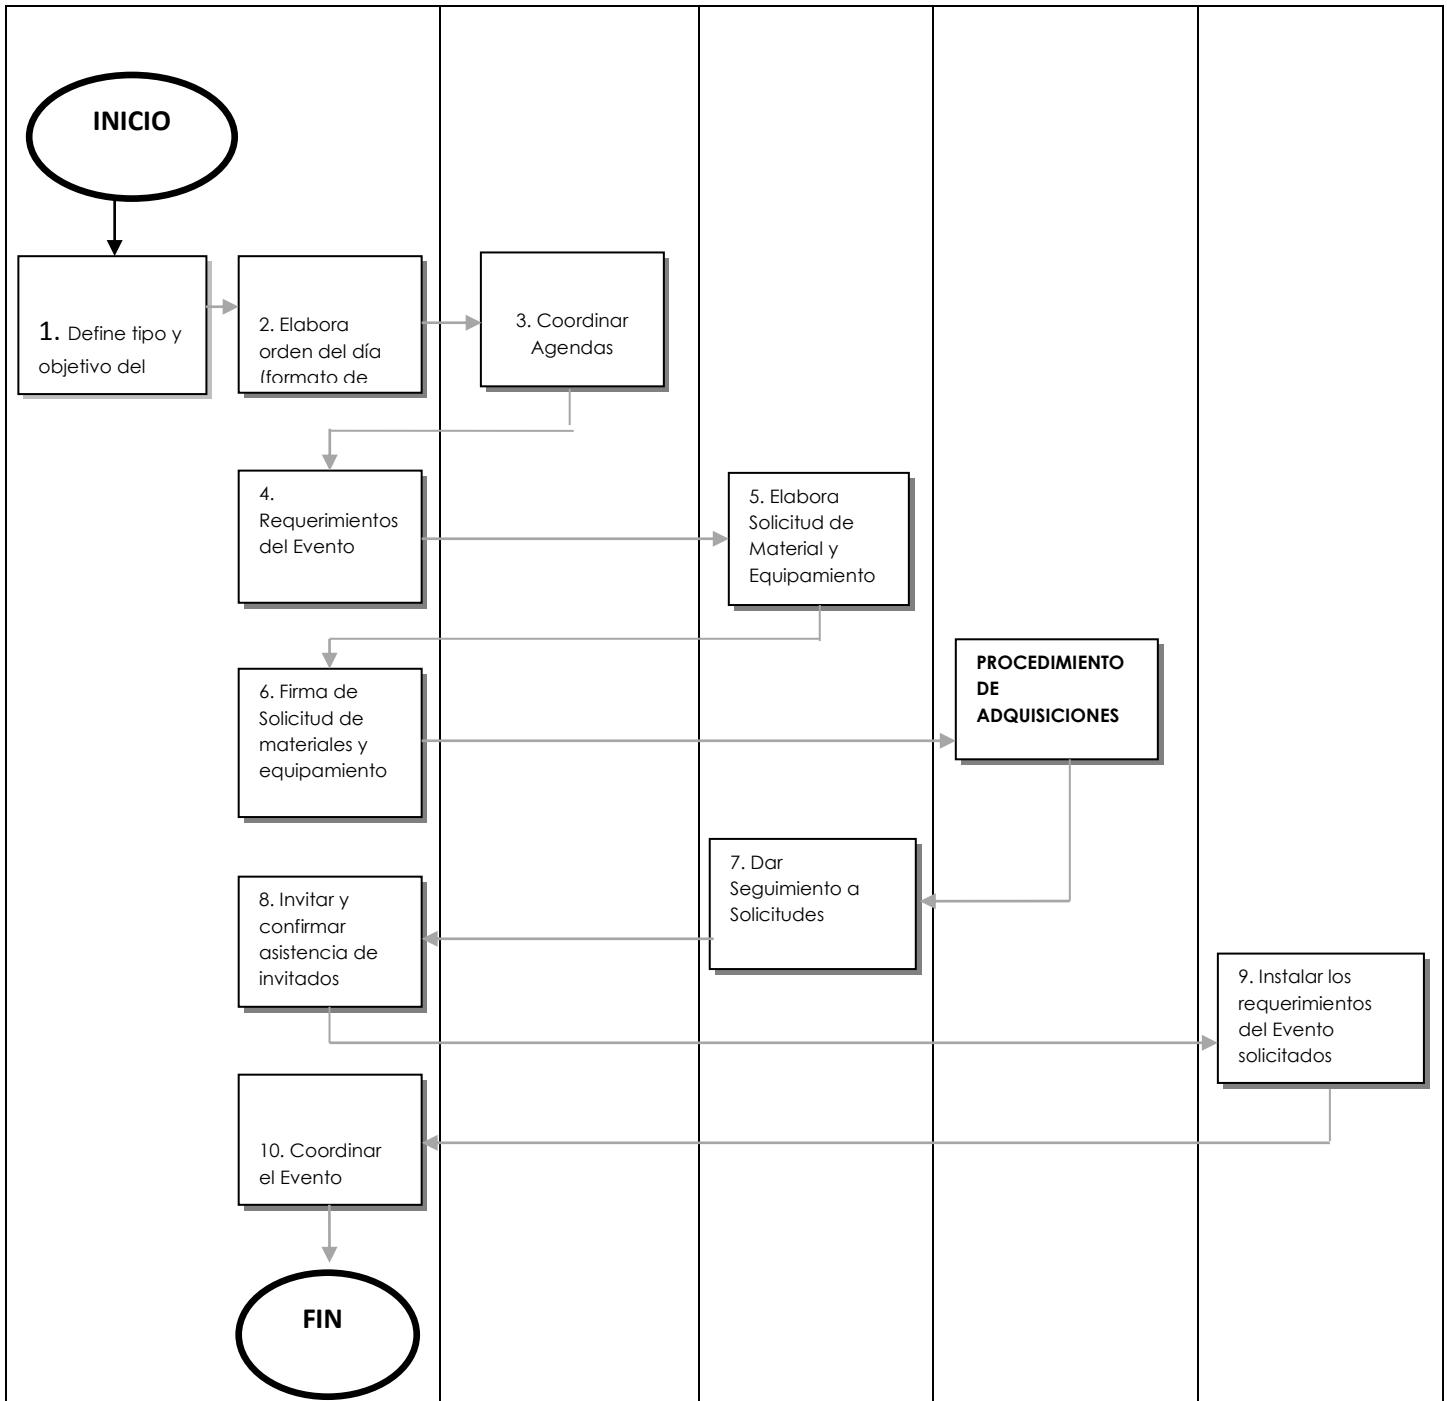 INICIO
1. Define tipo y
objetivo del
2. Elabora
orden del día
(formato de
3. Coordinar
Agendas
4.
Requerimientos
del Evento
5. Elabora
Solicitud de
Material y
Equipamiento
6. Firma de
Solicitud de
materiales y
equipamiento
PROCEDIMIENTO
DE
ADQUISICIONES
7. Dar
Seguimiento a
Solicitudes
8. Invitar y
confirmar
asistencia de
invitados
9. Instalar los
requerimientos
del Evento
solicitados
10. Coordinar
el Evento
FIN